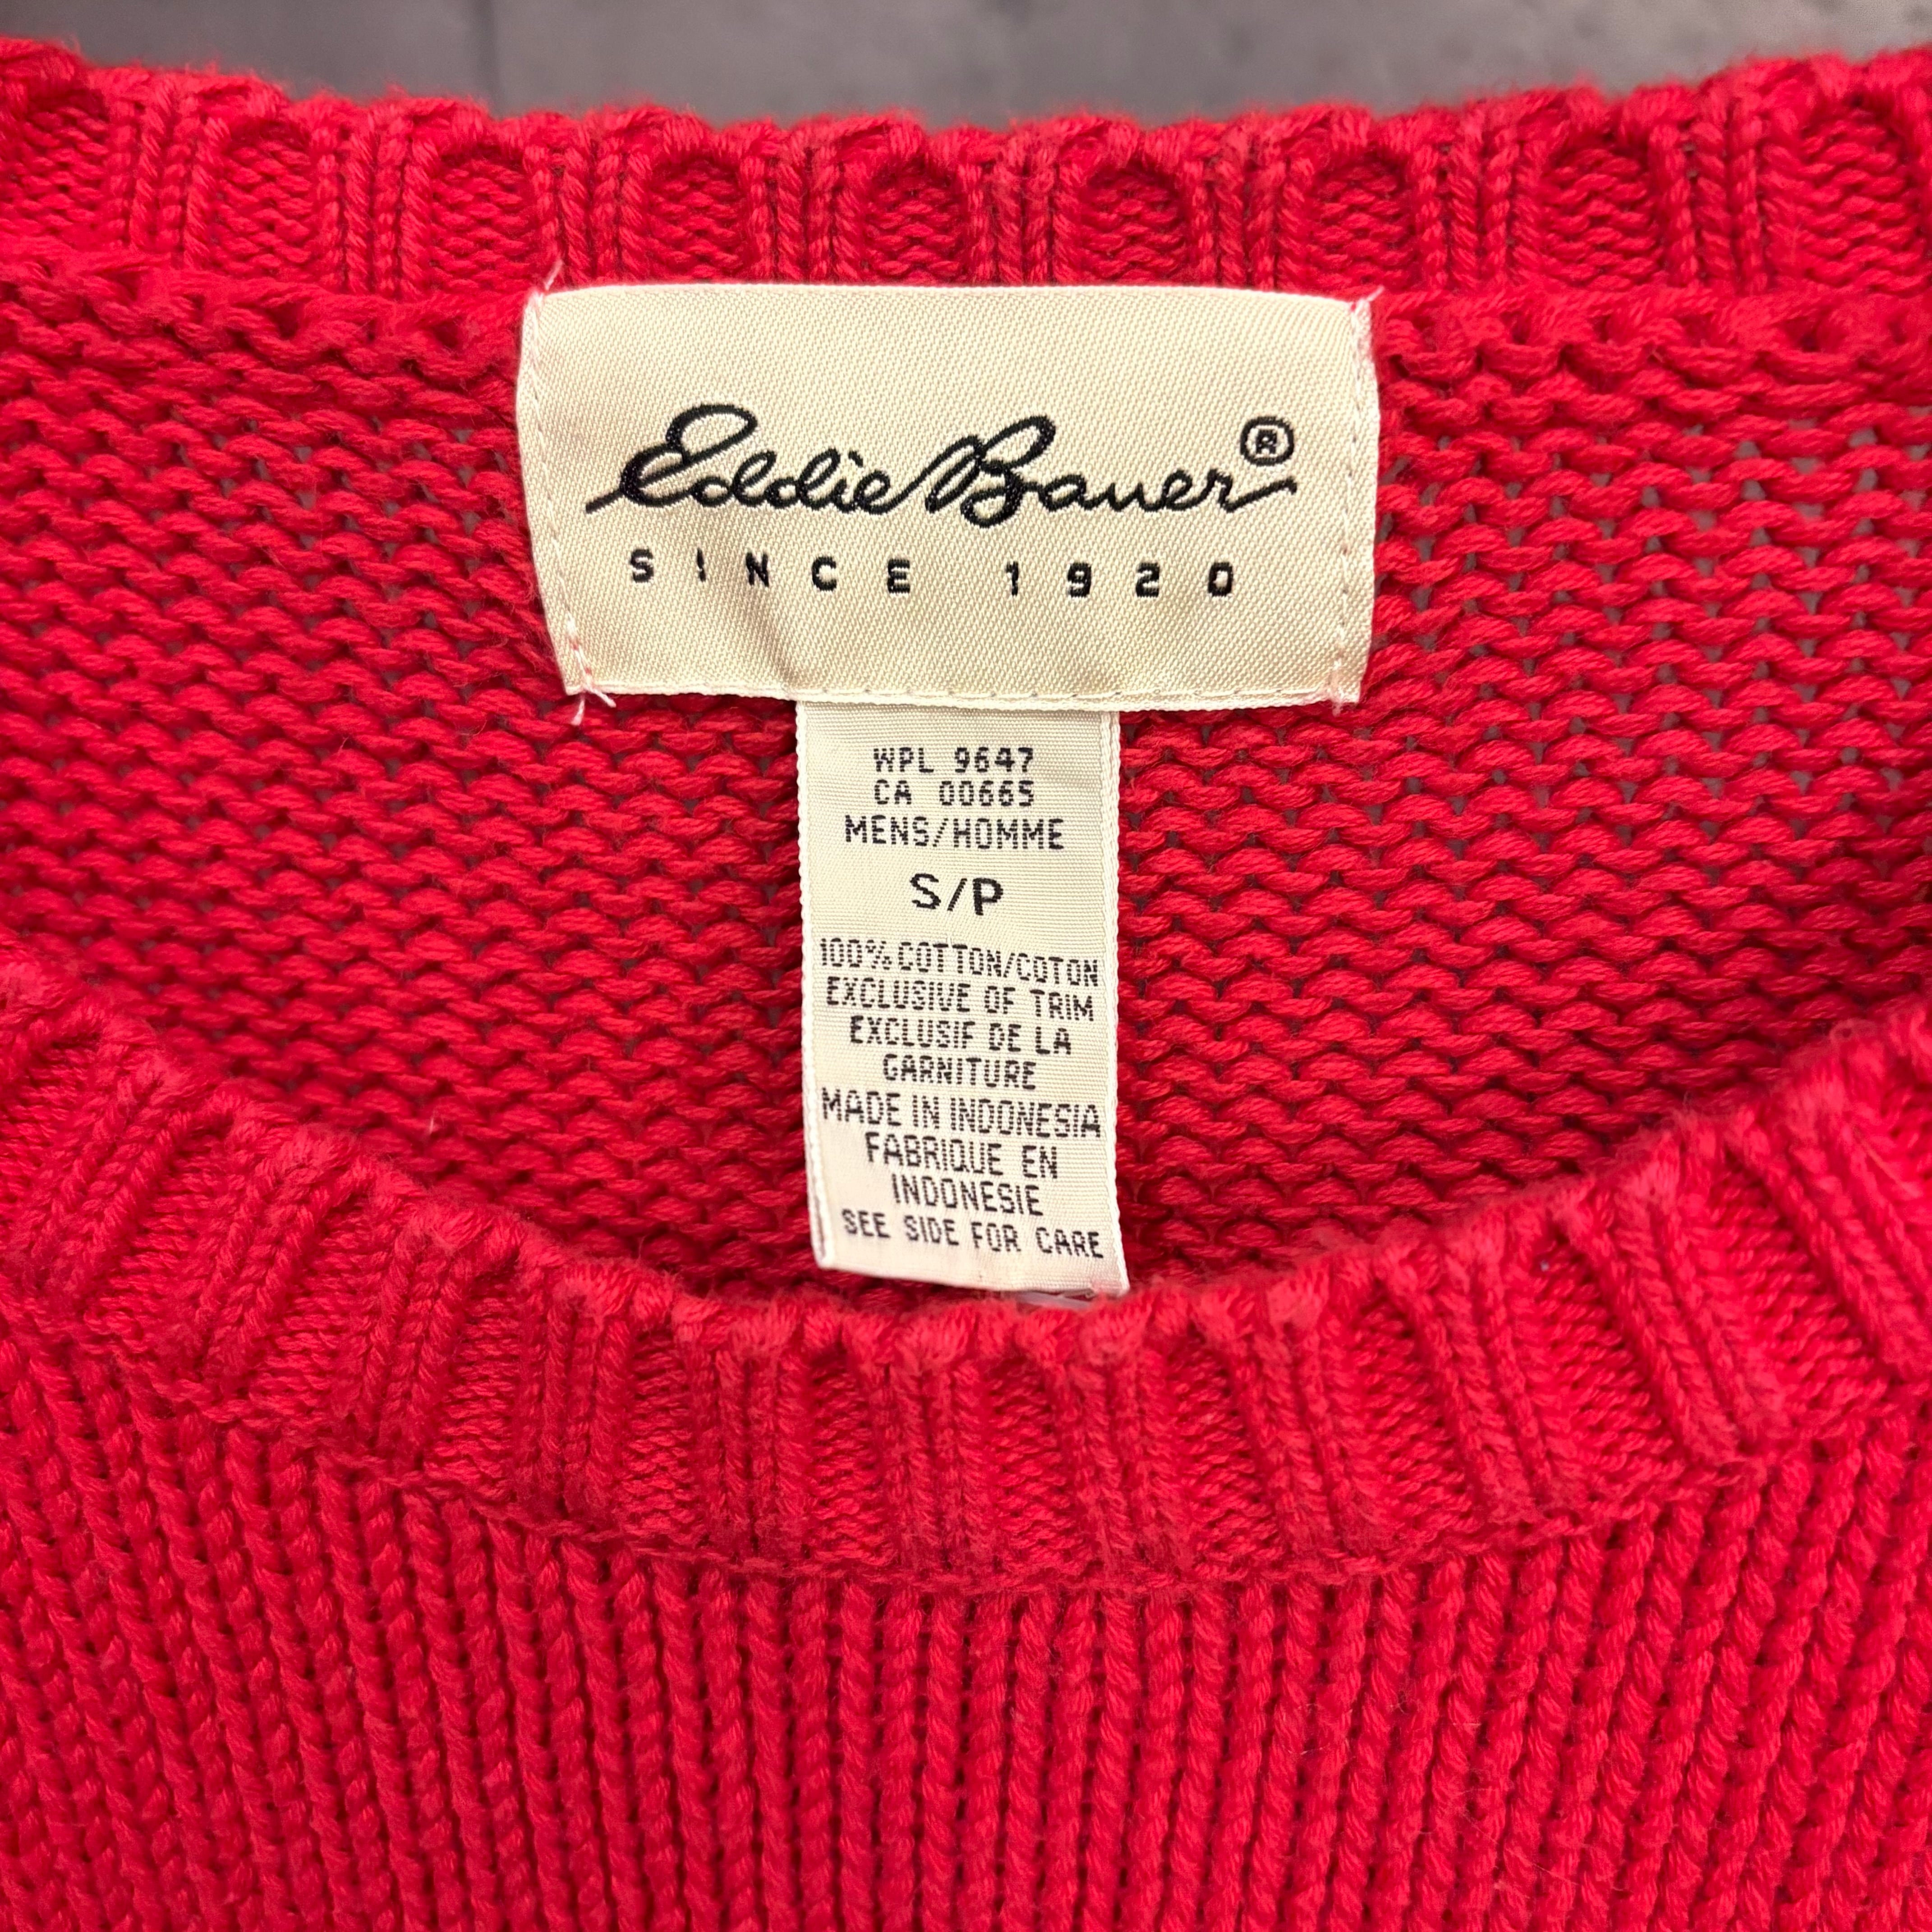 Eddie Bauer®
SINCE 1920
WPL 9647
CA 00665
MENS/HOMME
S/P
100% COTTON/COTON
EXCLUSIVE OF TRIM
EXCLUSIF DE LA
GARNITURE
MADE IN INDONESIA
FABRIQUE EN
INDONESIE
SEE SIDE FOR CARE